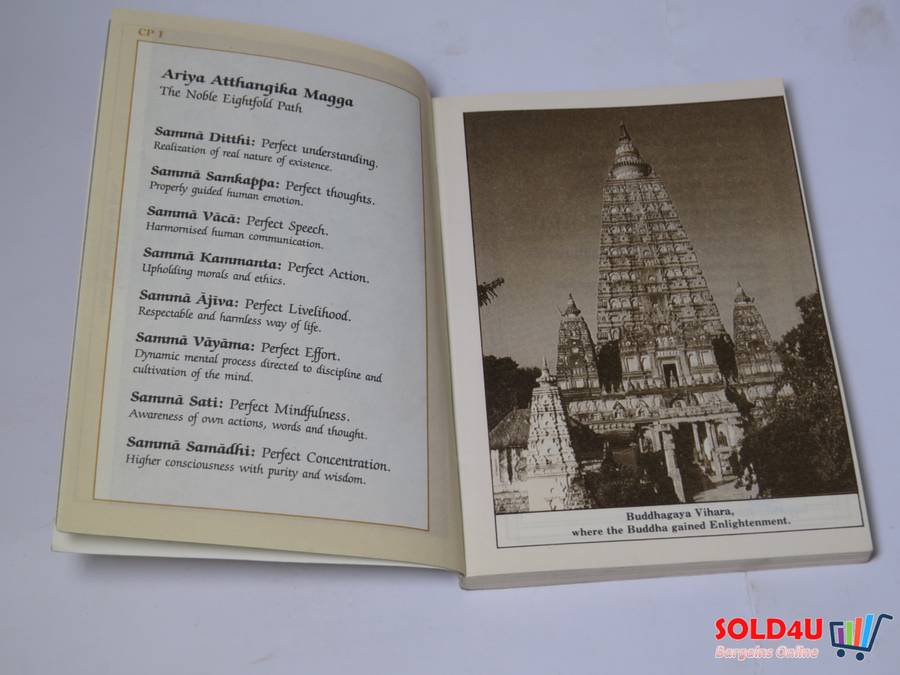 CP 1
Ariya Atthangika Magga
The Noble Eightfold Path
Sammā Ditthi: Perfect understanding.
Realization of real nature of existence.
Sammā Samkappa: Perfect thoughts.
Properly guided human emotion.
Sammā Vācā: Perfect Speech.
Harmornised human communication.
Sammā Kammanta: Perfect Action.
Upholding morals and ethics.
Sammā Ājīva: Perfect Livelihood.
Respectable and harmless way of life.
Sammā Vāyāma: Perfect Effort.
Dynamic mental process directed to discipline and
cultivation of the mind.
Sammā Sati: Perfect Mindfulness.
Awareness of own actions, words and thought.
Sammā Samādhi: Perfect Concentration.
Higher consciousness with purity and wisdom.
Buddhagaya Vihara,
where the Buddha gained Enlightenment.
SOLD4U
Bargains Online